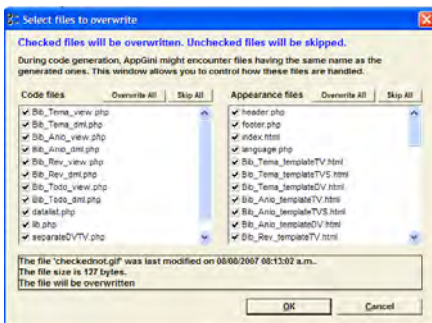 Select files to overwrite
Checked files will be overwritten. Unchecked files will be skipped.
During code generation, AppGini might encounter files having the same name as the
generated ones. This window allows you to control how these files are handled.
Code files Overwrite All Skip All Appearance files Overwrite All Skip All
Bib_Tema_view.php header.php
Bib_Tema_dml.php footer.php
Bib_Anio_view.php index.html
Bib_Anio_dml.php language.php
Bib_Rev_view.php Bib_Tema_templateTV.html
Bib_Rev_dml.php Bib_Tema_templateTVS.html
Bib_Todo_view.php Bib_Tema_templateDV.html
Bib_Todo_dml.php Bib_Anio_templateTV.html
datalist.php Bib_Anio_templateTVS.html
lib.php Bib_Anio_templateDV.html
separateDVTV.php Bib_Rev_templateTV.html
The file 'checkednot.gif' was last modified on 08/08/2007 08:13:02 a.m..
The file size is 127 bytes.
The file will be overwritten
OK Cancel